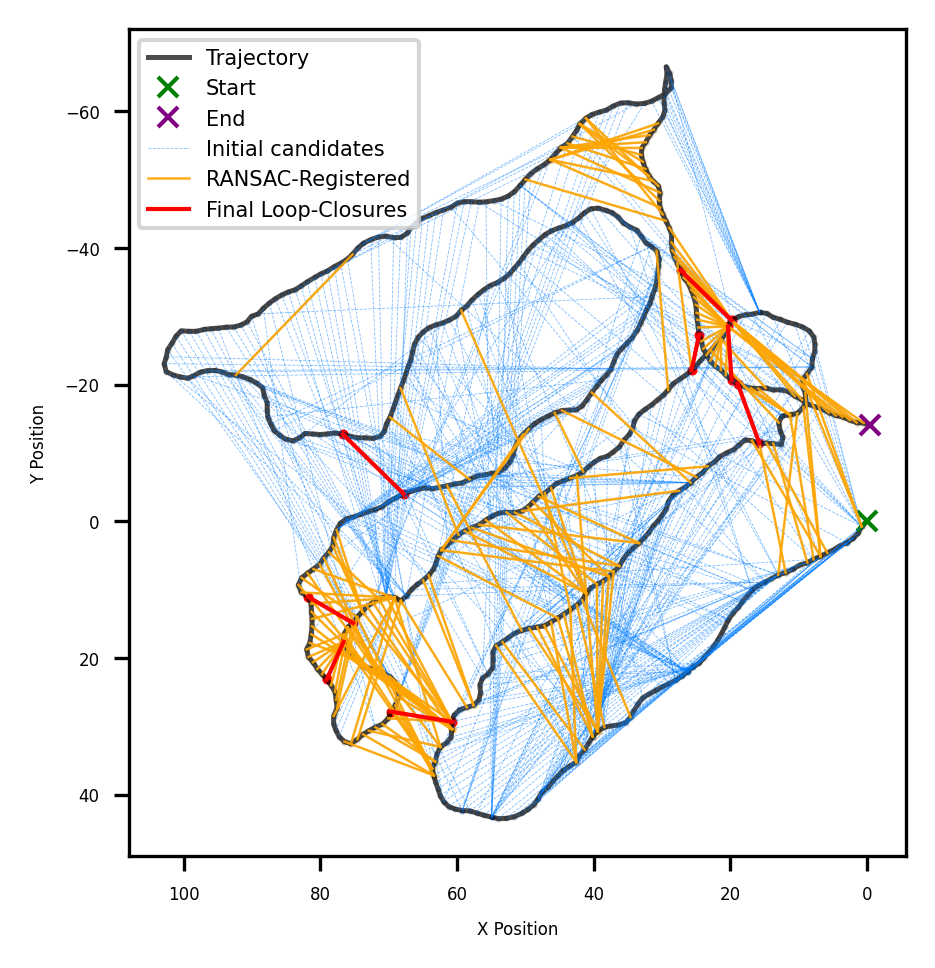 Trajectory
Start
End
Initial candidates
RANSAC-Registered
Final Loop-Closures
−60
−40
−20
0
20
40
Y Position
100
80
60
40
20
0
X Position